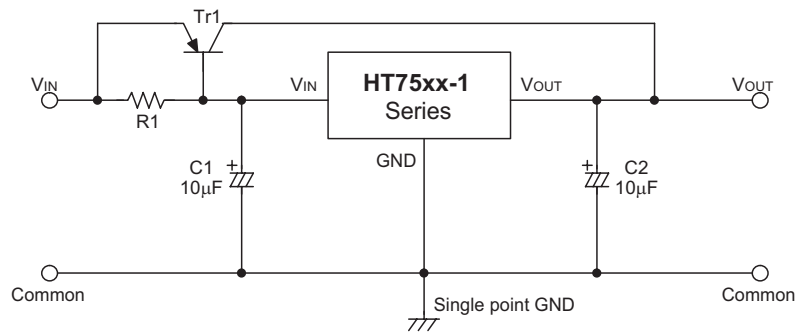 Tr1
VIN
R1
VIN
HT75xx-1
Series
VOUT
VOUT
GND
C1
10µF
C2
10µF
Common
Single point GND
Common